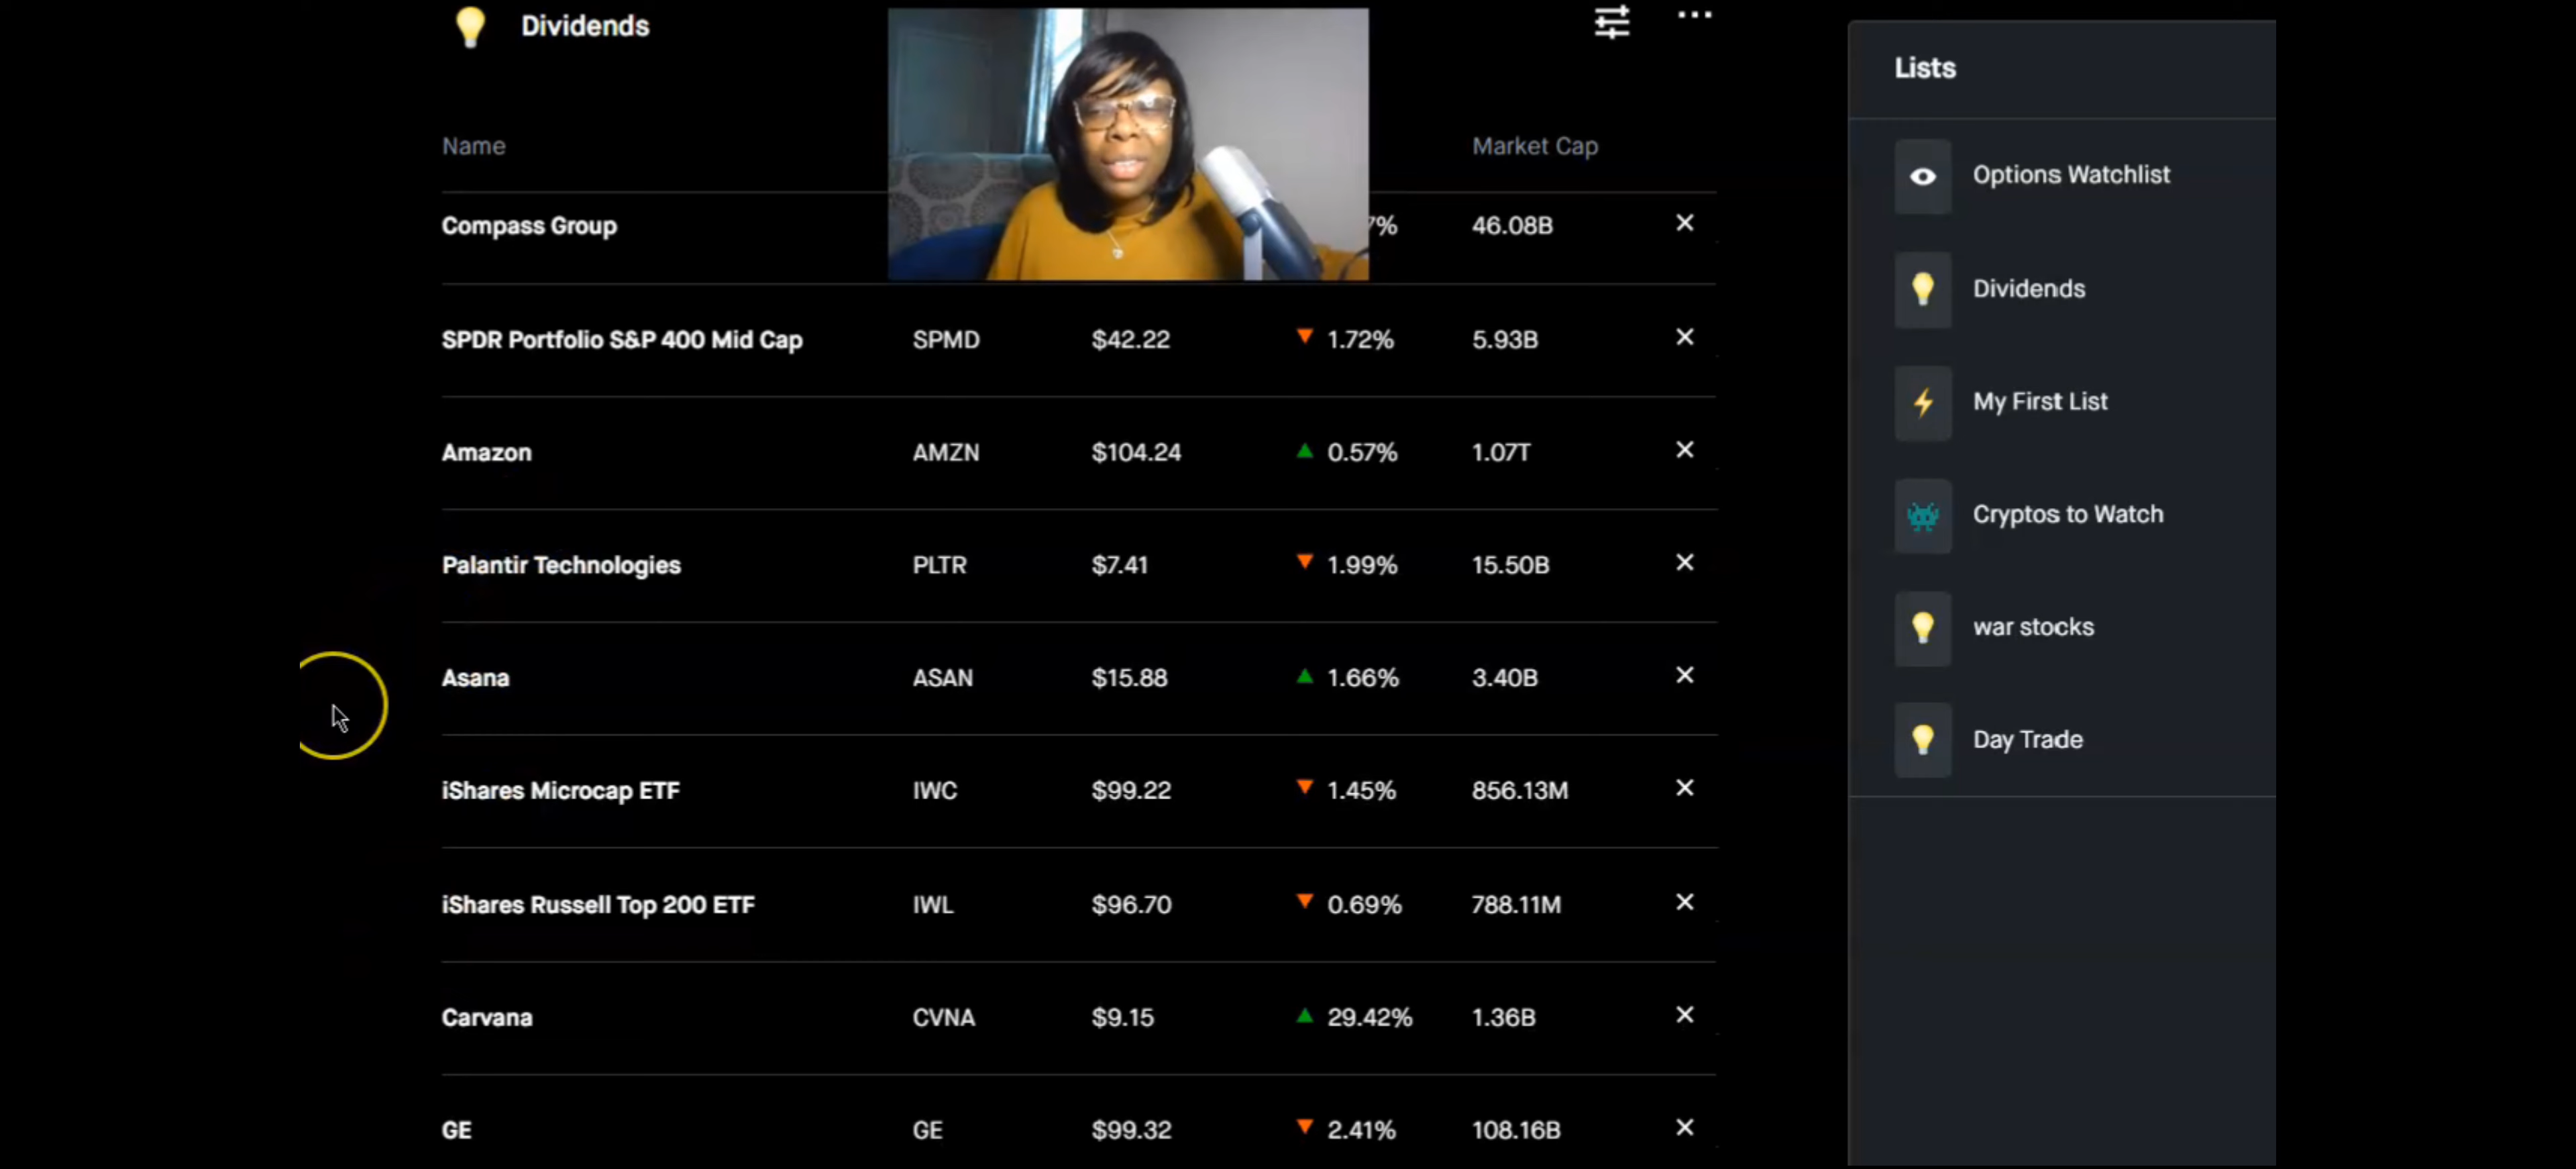 Dividends
Name Market Cap
Compass Group 7% 46.08B
SPDR Portfolio S&P 400 Mid Cap SPMD $42.22 1.72% 5.93B
Amazon AMZN $104.24 0.57% 1.07T
Palantir Technologies PLTR $7.41 1.99% 15.50B
Asana ASAN $15.88 1.66% 3.40B
iShares Microcap ETF IWC $99.22 1.45% 856.13M
iShares Russell Top 200 ETF IWL $96.70 0.69% 788.11M
Carvana CVNA $9.15 29.42% 1.36B
GE GE $99.32 2.41% 108.16B
Lists
Options Watchlist
Dividends
My First List
Cryptos to Watch
war stocks
Day Trade